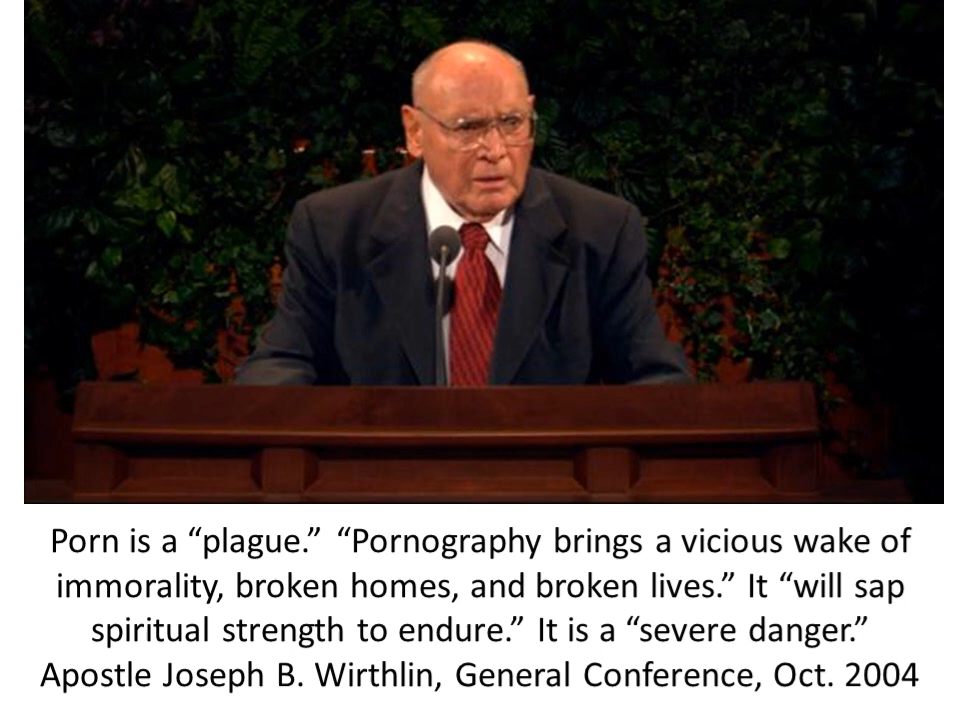 Porn is a “plague.” “Pornography brings a vicious wake of
immorality, broken homes, and broken lives.” It “will sap
spiritual strength to endure.” It is a “severe danger.”
Apostle Joseph B. Wirthlin, General Conference, Oct. 2004